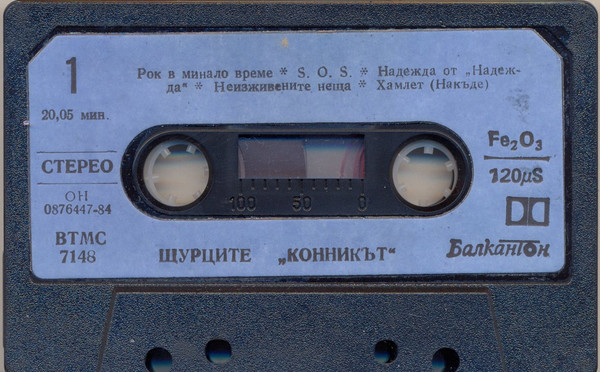 1
Рок в минало време * S. O. S. * Надежда от „Надеж-
да" * Неизживените неща * Хамлет (Накъде)
20,05 мин.
СТЕРЕО
ОН
0876447-84
ВТМС
7148
Fe₂O₃
120µS
100 50 0
ЩУРЦИТЕ „КОННИКЪТ"
Балкантон